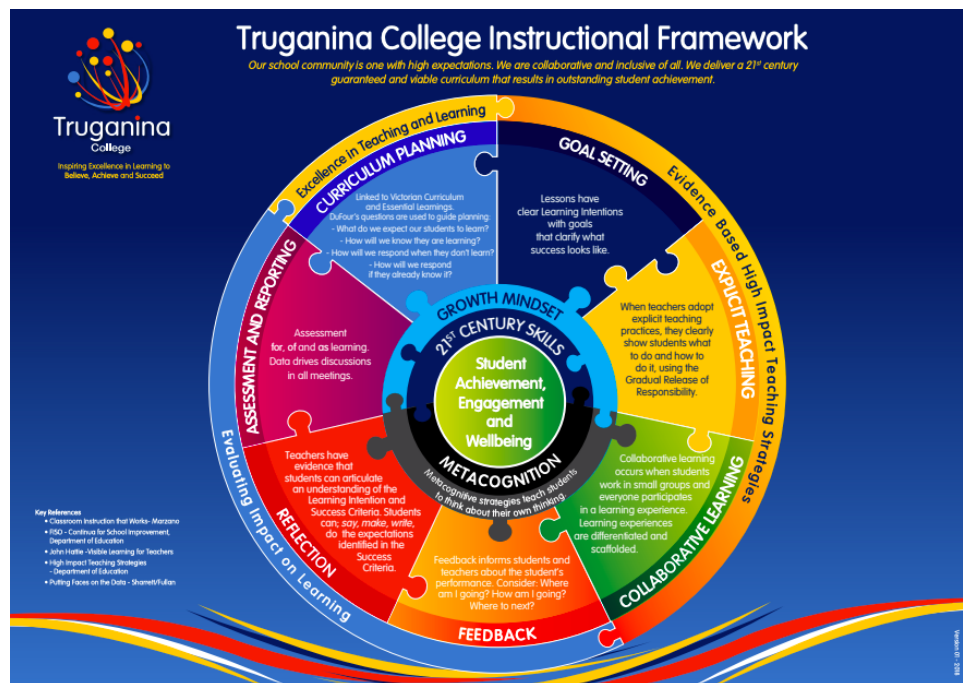 Truganina College Instructional Framework
Our school community is one with high expectations. We are collaborative and inclusive of all. We deliver a 21st century
guaranteed and viable curriculum that results in outstanding student achievement.
Truganina
College
Inspiring Excellence in Learning to
Believe, Achieve and Succeed
Excellence in Teaching and Learning
CURRICULUM PLANNING
Linked to Victorian Curriculum
and Essential Learnings.
DuFour's questions are used to guide planning:
- What do we expect our students to learn?
- How will we know they are learning?
- How will we respond when they don't learn?
- How will we respond
if they already know it?
Evidence Based High Impact Teaching Strategies
GOAL SETTING
Lessons have
clear Learning Intentions
with goals
that clarify what
success looks like.
EXPLICIT TEACHING
When teachers adopt
explicit teaching
practices, they clearly
show students what
to do and how to
do it, using the
Gradual Release of
Responsibility.
COLLABORATIVE LEARNING
Collaborative learning
occurs when students
work in small groups and
everyone participates
in a learning experience.
Learning experiences
are differentiated and
scaffolded.
FEEDBACK
Feedback informs students and
teachers about the student's
performance. Consider: Where
am I going? How am I going?
Where to next?
Evaluating Impact on Learning
REFLECTION
Teachers have
evidence that
students can articulate
an understanding of the
Learning Intention and
Success Criteria. Students
can; say, make, write,
do the expectations
identified in the
Success
Criteria.
ASSESSMENT AND REPORTING
Assessment
for, of and as learning.
Data drives discussions
in all meetings.
GROWTH MINDSET
21ST CENTURY SKILLS
Student
Achievement,
Engagement
and
Wellbeing
METACOGNITION
Metacognitive strategies teach students
to think about their own thinking.
Key References
• Classroom Instruction that Works- Marzano
• FISO - Continua for School Improvement,
Department of Education
• John Hattie -Visible Learning for Teachers
• High Impact Teaching Strategies
- Department of Education
• Putting Faces on the Data - Sharratt/Fullan
Version 01 - 2018